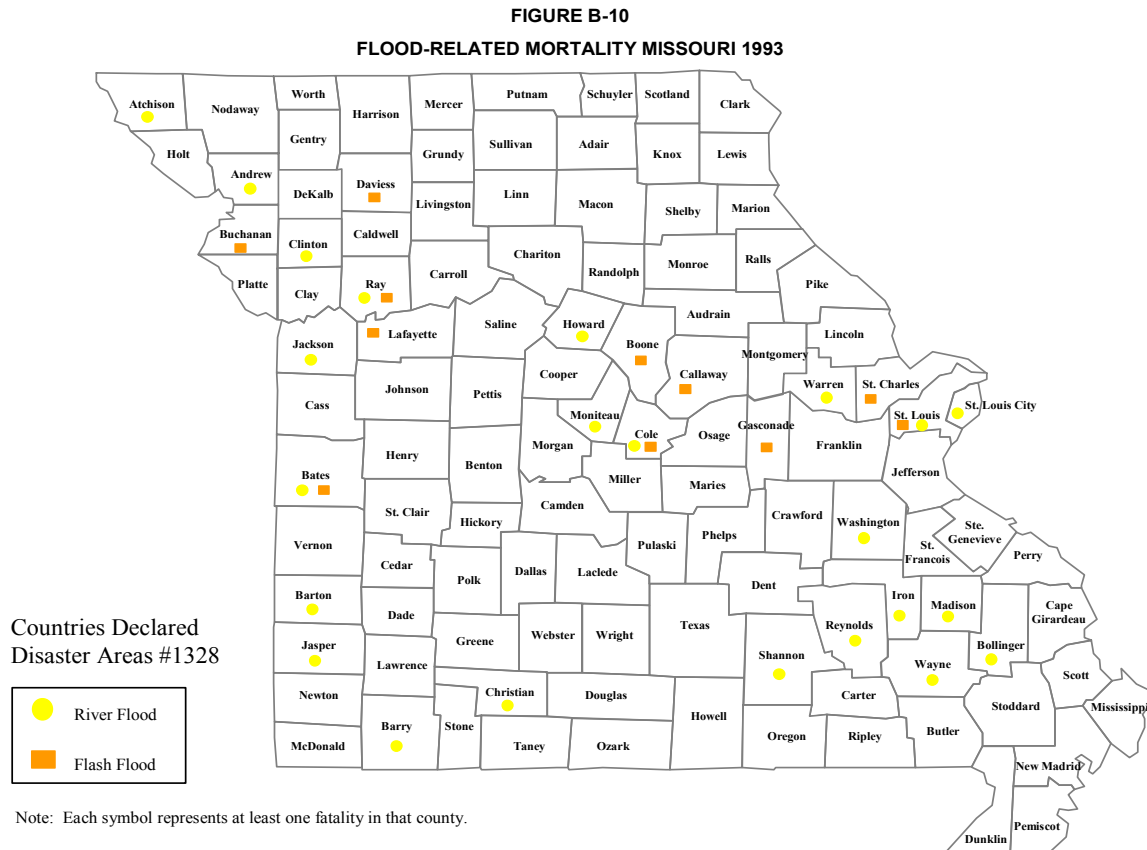 FIGURE B-10
FLOOD-RELATED MORTALITY MISSOURI 1993
Atchison
Nodaway
Worth
Harrison
Mercer
Putnam
Schuyler
Scotland
Clark
Holt
Gentry
Grundy
Sullivan
Adair
Knox
Lewis
Andrew
DeKalb
Daviess
Livingston
Linn
Macon
Shelby
Marion
Buchanan
Clinton
Caldwell
Chariton
Randolph
Monroe
Ralls
Platte
Clay
Ray
Carroll
Pike
Jackson
Lafayette
Saline
Howard
Boone
Audrain
Montgomery
Lincoln
Cass
Johnson
Pettis
Cooper
Callaway
Warren
St. Charles
St. Louis
St. Louis City
Moniteau
Cole
Osage
Gasconade
Franklin
Morgan
Bates
Henry
Benton
Miller
Maries
Jefferson
St. Clair
Hickory
Camden
Pulaski
Phelps
Crawford
Washington
St.
Francois
Ste.
Genevieve
Perry
Vernon
Cedar
Polk
Dallas
Laclede
Dent
Barton
Dade
Greene
Webster
Wright
Texas
Reynolds
Iron
Madison
Cape
Girardeau
Bollinger
Jasper
Lawrence
Shannon
Wayne
Scott
Newton
Christian
Douglas
Howell
Carter
Stoddard
Mississippi
McDonald
Barry
Stone
Taney
Ozark
Oregon
Ripley
Butler
New Madrid
Dunklin
Pemiscot
Countries Declared
Disaster Areas #1328
River Flood
Flash Flood
Note: Each symbol represents at least one fatality in that county.